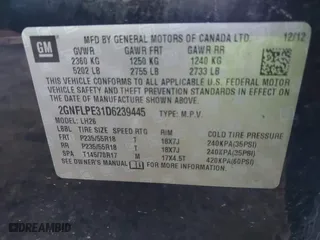 GM
MFD BY GENERAL MOTORS OF CANADA LTD. 12/12
GVWR GAWR FRT GAWR RR
2360 KG 1250 KG 1240 KG
5202 LB 2755 LB 2733 LB
THIS VEHICLE CONFORMS TO ALL APPLICABLE U.S. FEDERAL MOTOR
VEHICLE SAFETY AND THEFT PREVENTION STANDARDS IN EFFECT ON
THE DATE OF MANUFACTURE SHOWN ABOVE.
2GNFLPE31D6239445 TYPE: M.P.V.
MODEL: LH26
LBBL TIRE SIZE SPEED RTG RIM COLD TIRE PRESSURE
FRT P235/55R18 T 18X7J 240KPA(35PSI)
RR P235/55R18 T 18X7J 240KPA(35PSI)
SPA T145/70R17 M 17X4.5T 420KPA(60PSI)
SEE OWNER'S MANUAL